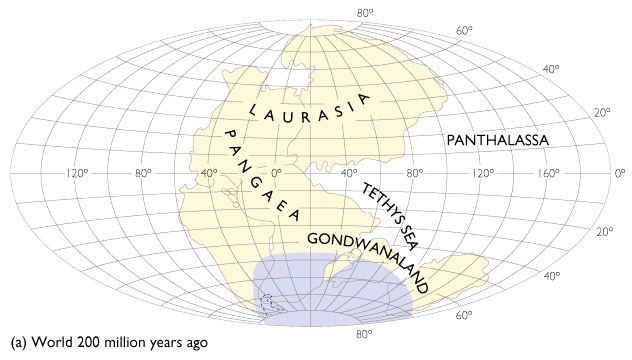 80°
60°
40°
20°
LAURASIA
PANTHALASSA
PANGAEA
120° 80° 40° 0° 40° 80° 120° 160° 0°
TETHYS SEA
GONDWANALAND
20°
40°
60°
80°
(a) World 200 million years ago